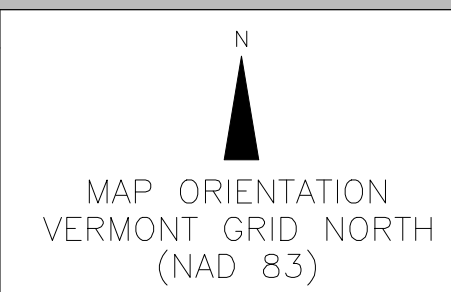 N
MAP ORIENTATION
VERMONT GRID NORTH
(NAD 83)